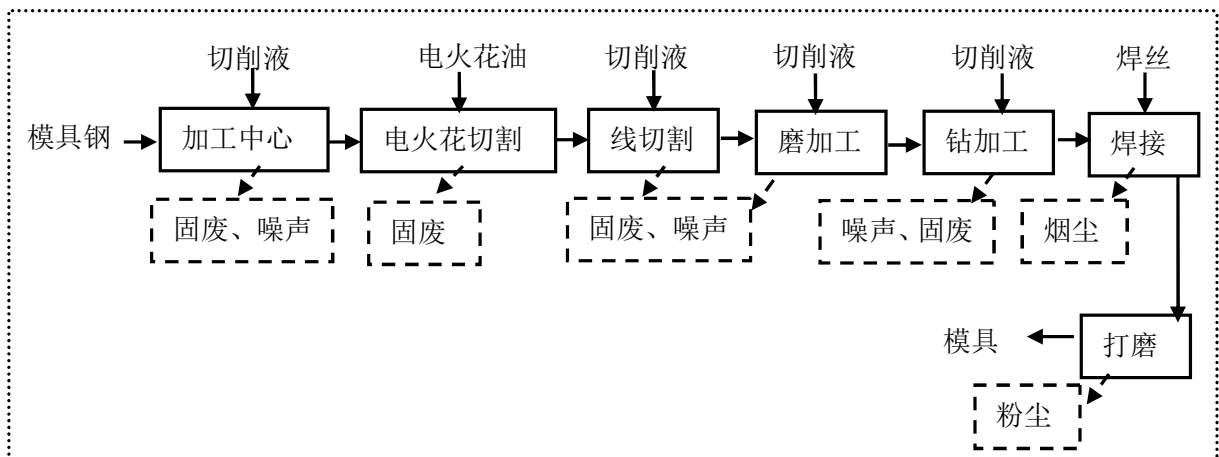 切削液 电火花油 切削液 切削液 切削液 焊丝
模具钢 加工中心 电火花切割 线切割 磨加工 钻加工 焊接
固废、噪声 固废 固废、噪声 噪声、固废 烟尘
模具 打磨
粉尘